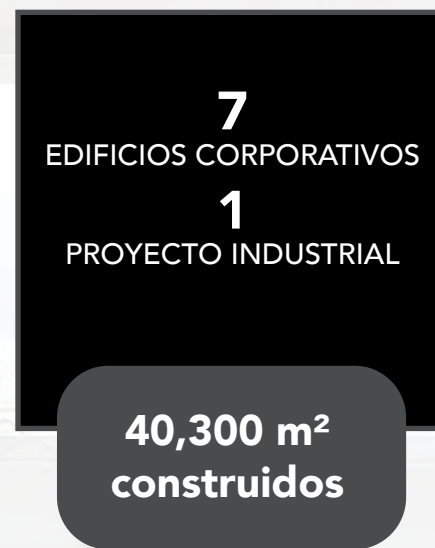 7
EDIFICIOS CORPORATIVOS
1
PROYECTO INDUSTRIAL
40,300 m²
construidos